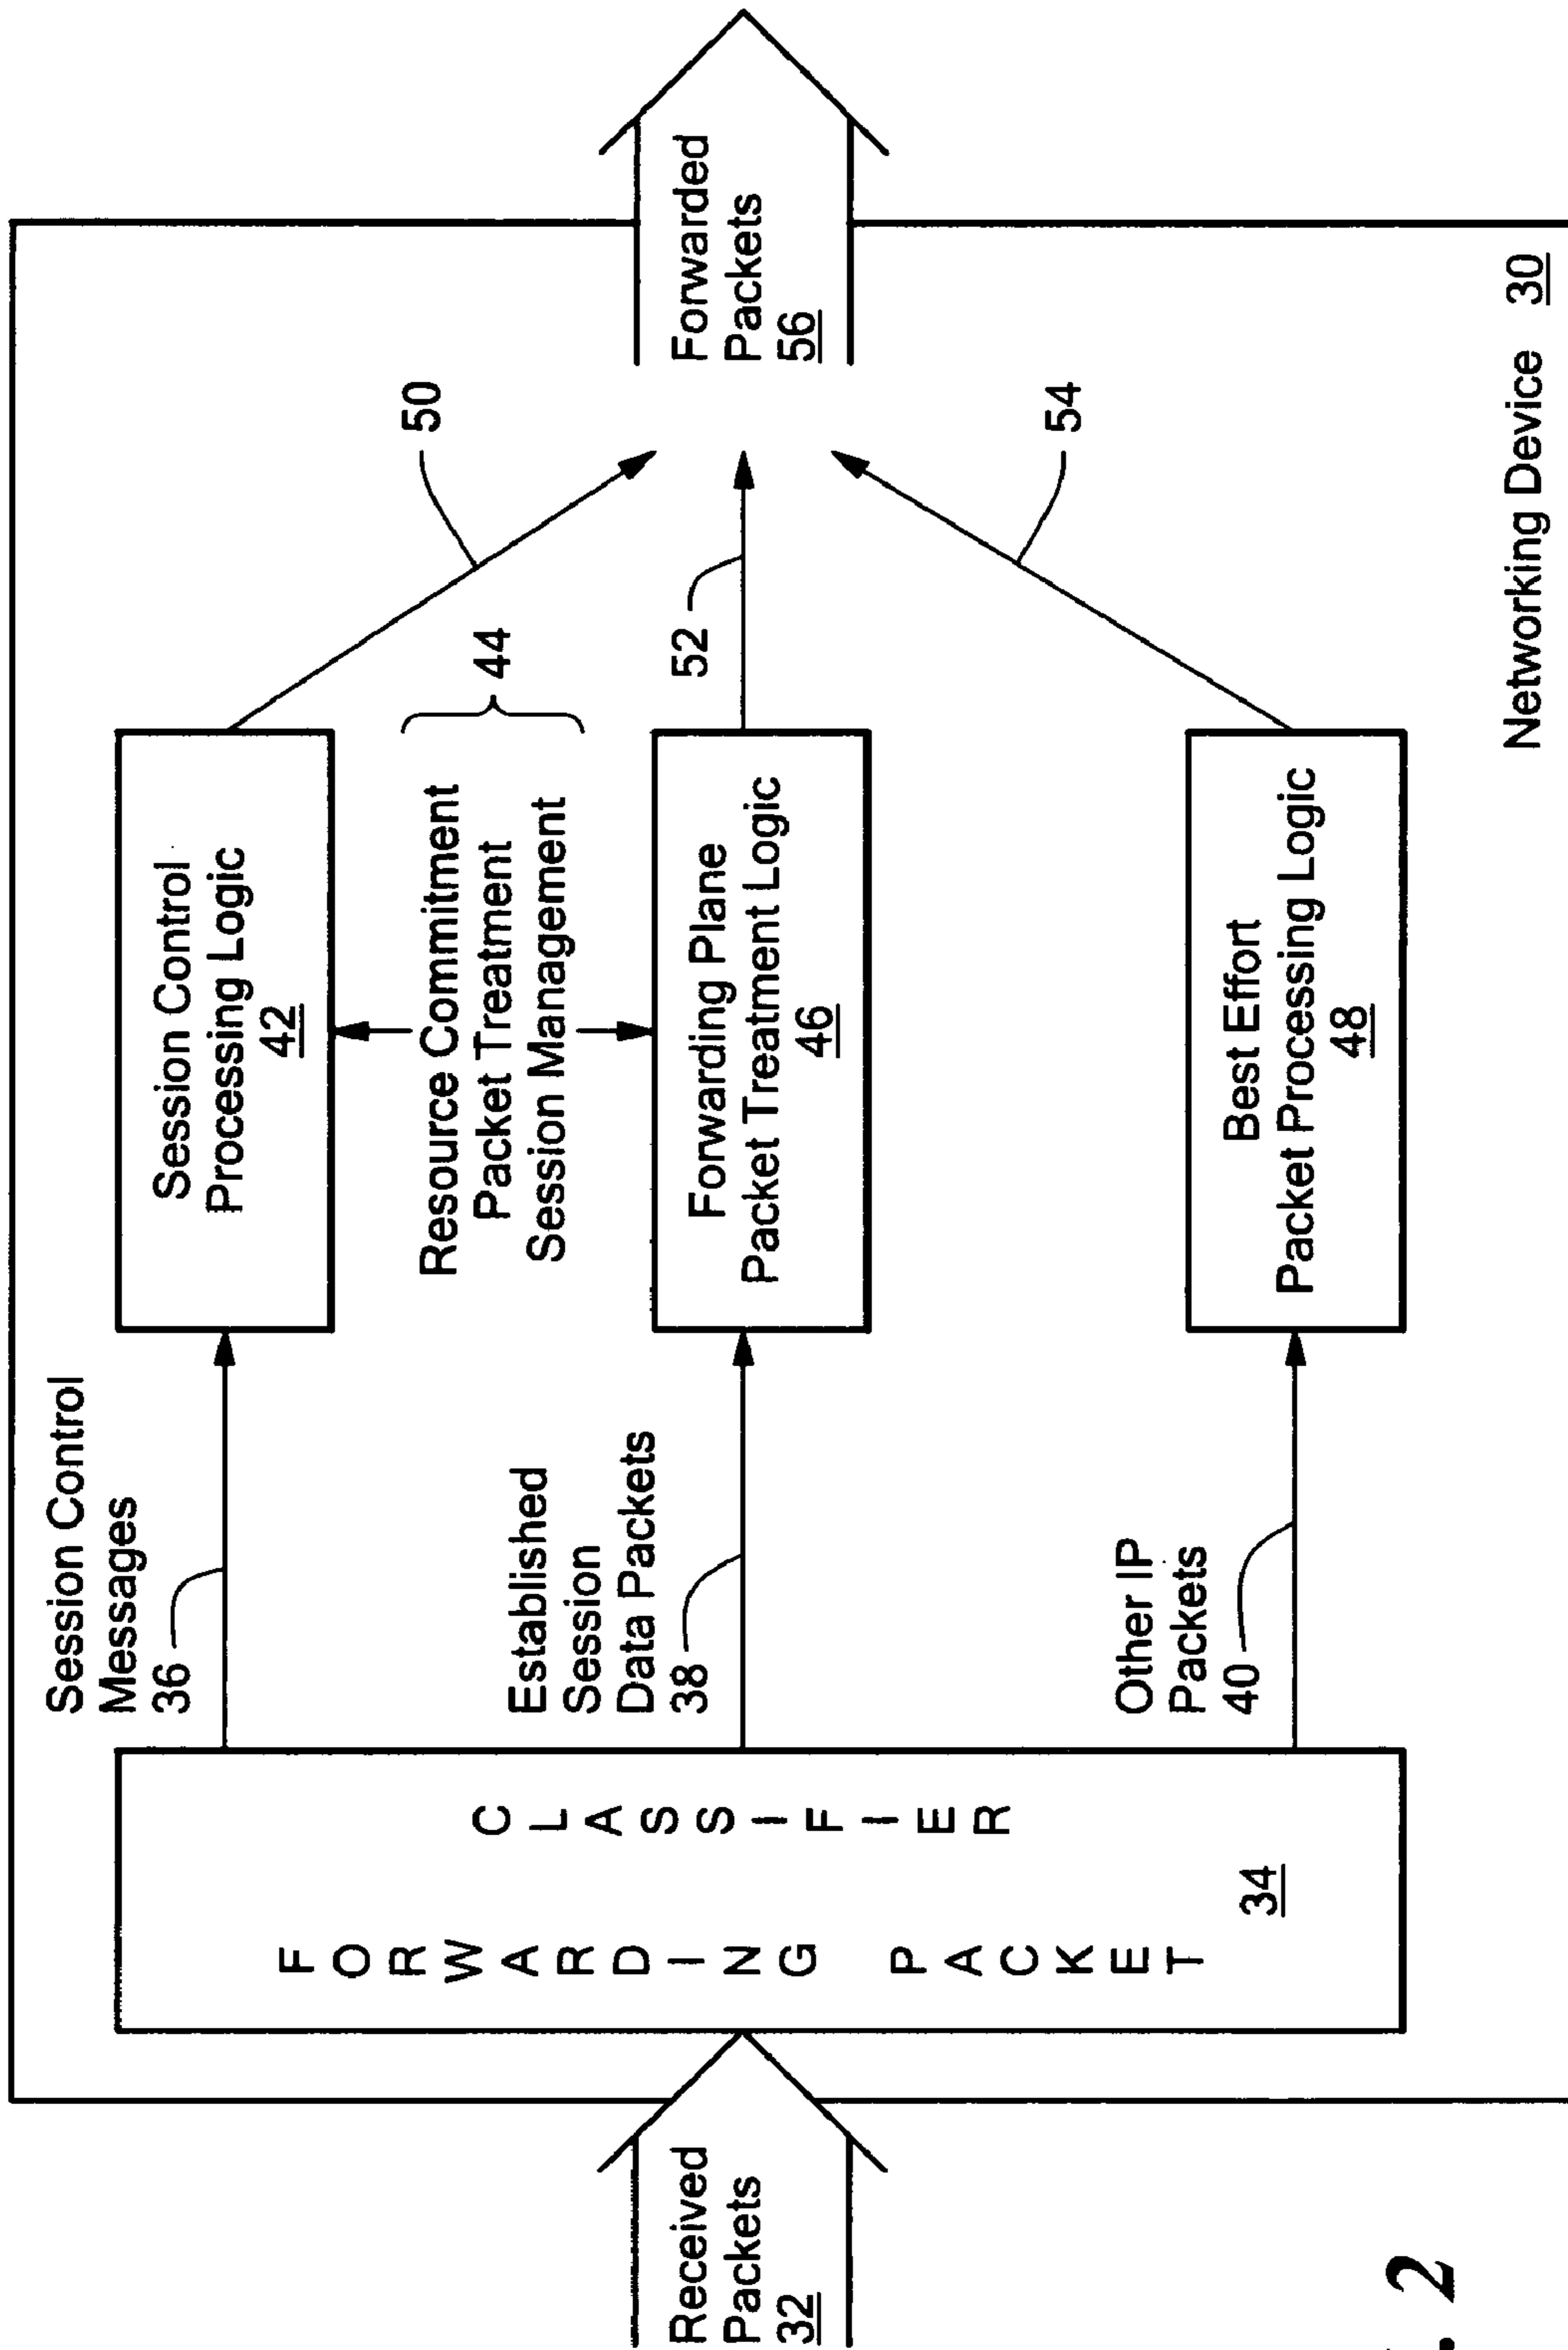 Received
Packets
32
FORWARDING PACKET
CLASSIFIER
34
Session Control
Messages
36
Established
Session
Data Packets
38
Other IP
Packets
40
Session Control
Processing Logic
42
Resource Commitment
Packet Treatment
Session Management
44
Forwarding Plane
Packet Treatment Logic
46
Best Effort
Packet Processing Logic
48
50
52
54
Forwarded
Packets
56
Networking Device 30
. 2